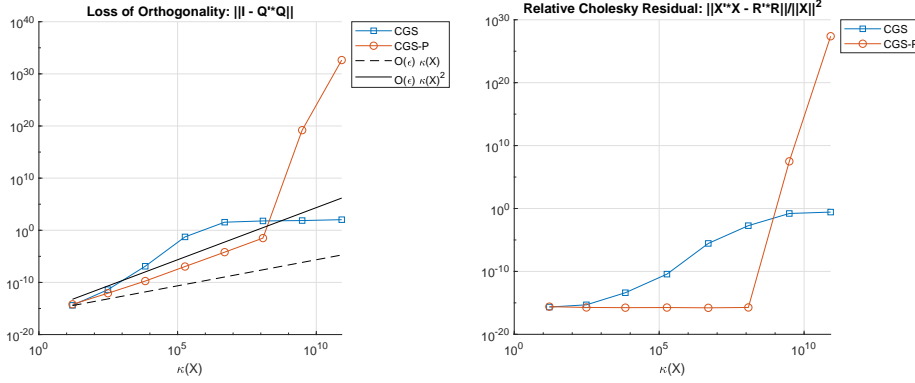 Loss of Orthogonality: ||I - Q'*Q||
10^40
10^30
10^20
10^10
10^0
10^-10
10^-20
10^0
10^5
10^10
κ(X)
CGS
CGS-P
O(ϵ) κ(X)
O(ϵ) κ(X)^2
Relative Cholesky Residual: ||X'*X - R'*R||/||X||^2
10^30
10^20
10^10
10^0
10^-10
10^-20
10^0
10^5
10^10
κ(X)
CGS
CGS-P